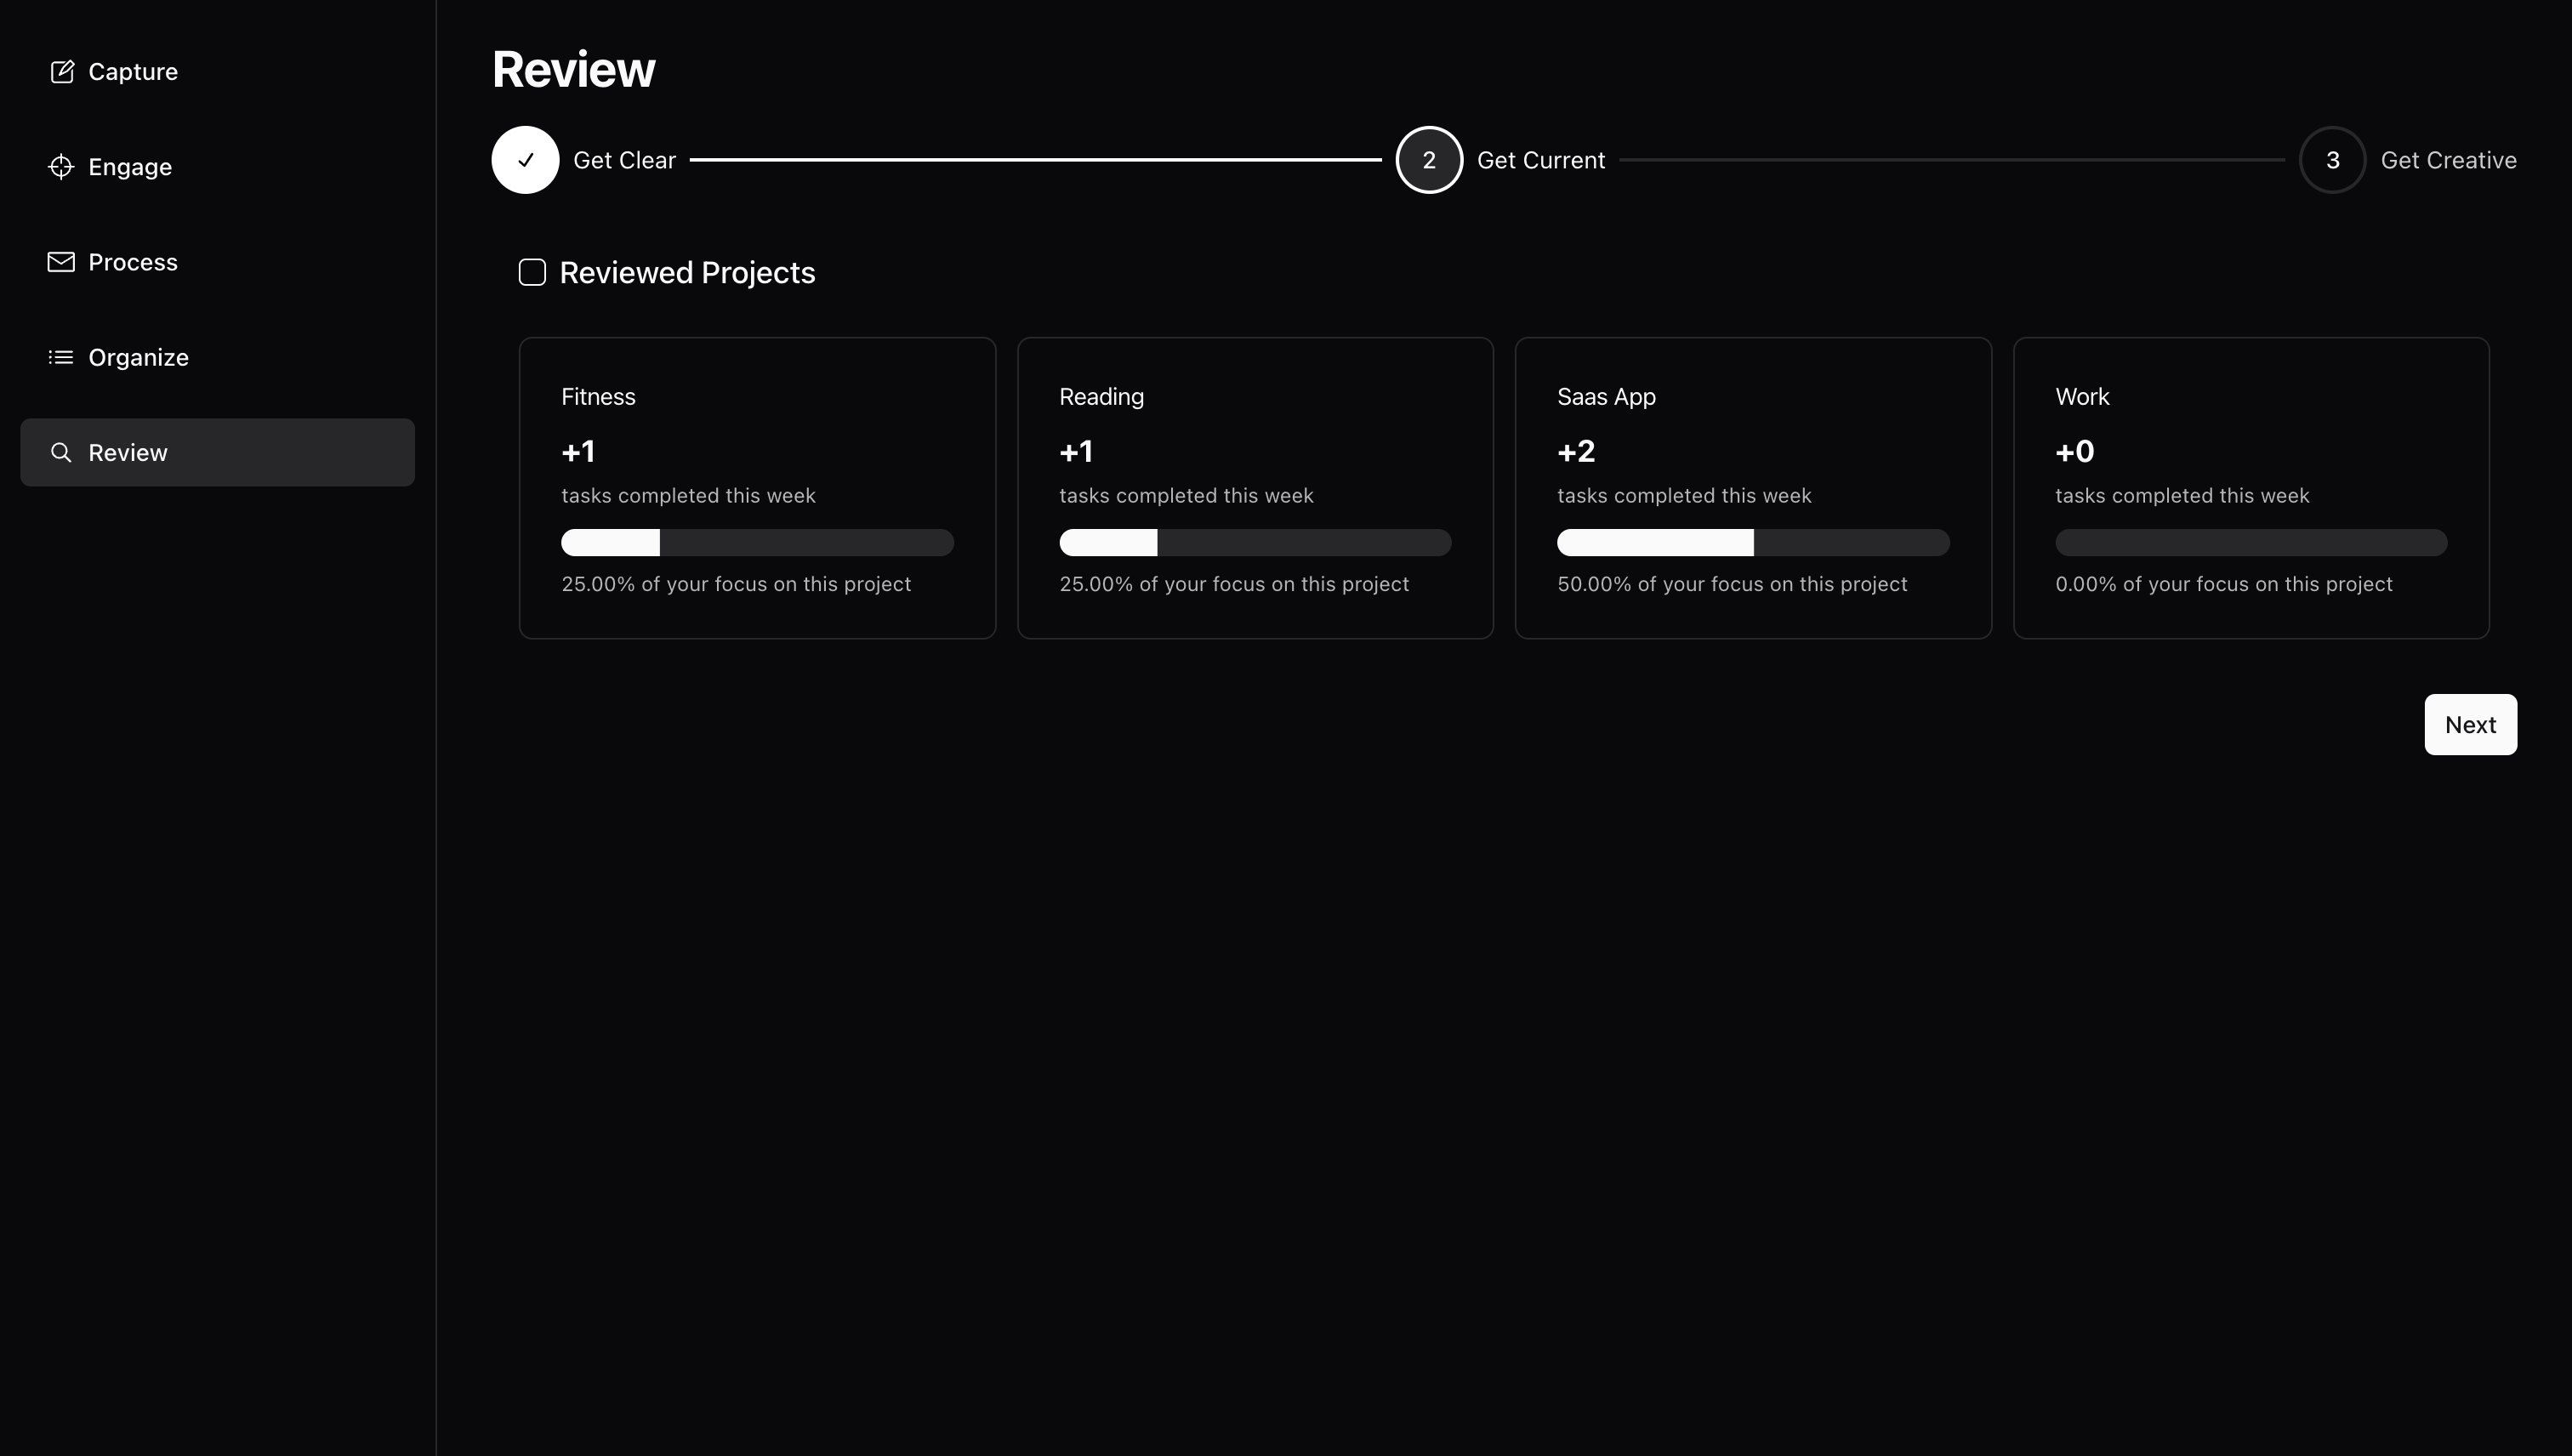 Capture
Engage
Process
Organize
Review
Review
Get Clear
2 Get Current
3 Get Creative
Reviewed Projects
Fitness
+1
tasks completed this week
25.00% of your focus on this project
Reading
+1
tasks completed this week
25.00% of your focus on this project
Saas App
+2
tasks completed this week
50.00% of your focus on this project
Work
+0
tasks completed this week
0.00% of your focus on this project
Next